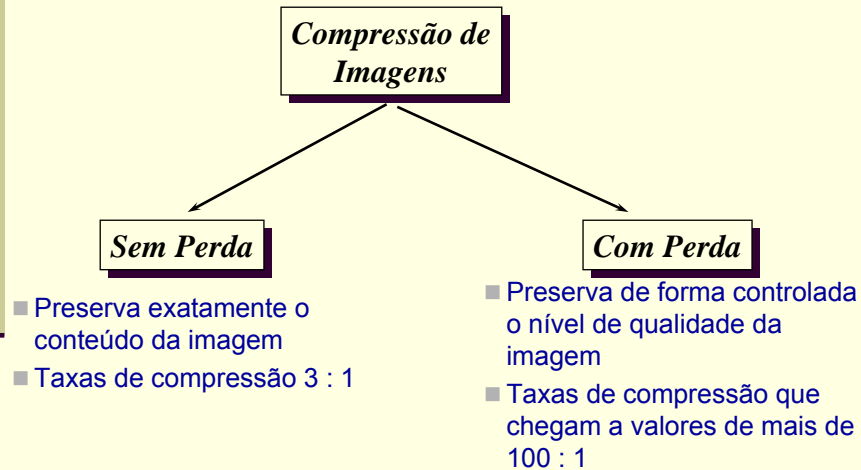 Compressão de
Imagens
Sem Perda
Preserva exatamente o
conteúdo da imagem
Taxas de compressão 3 : 1
Com Perda
Preserva de forma controlada
o nível de qualidade da
imagem
Taxas de compressão que
chegam a valores de mais de
100 : 1